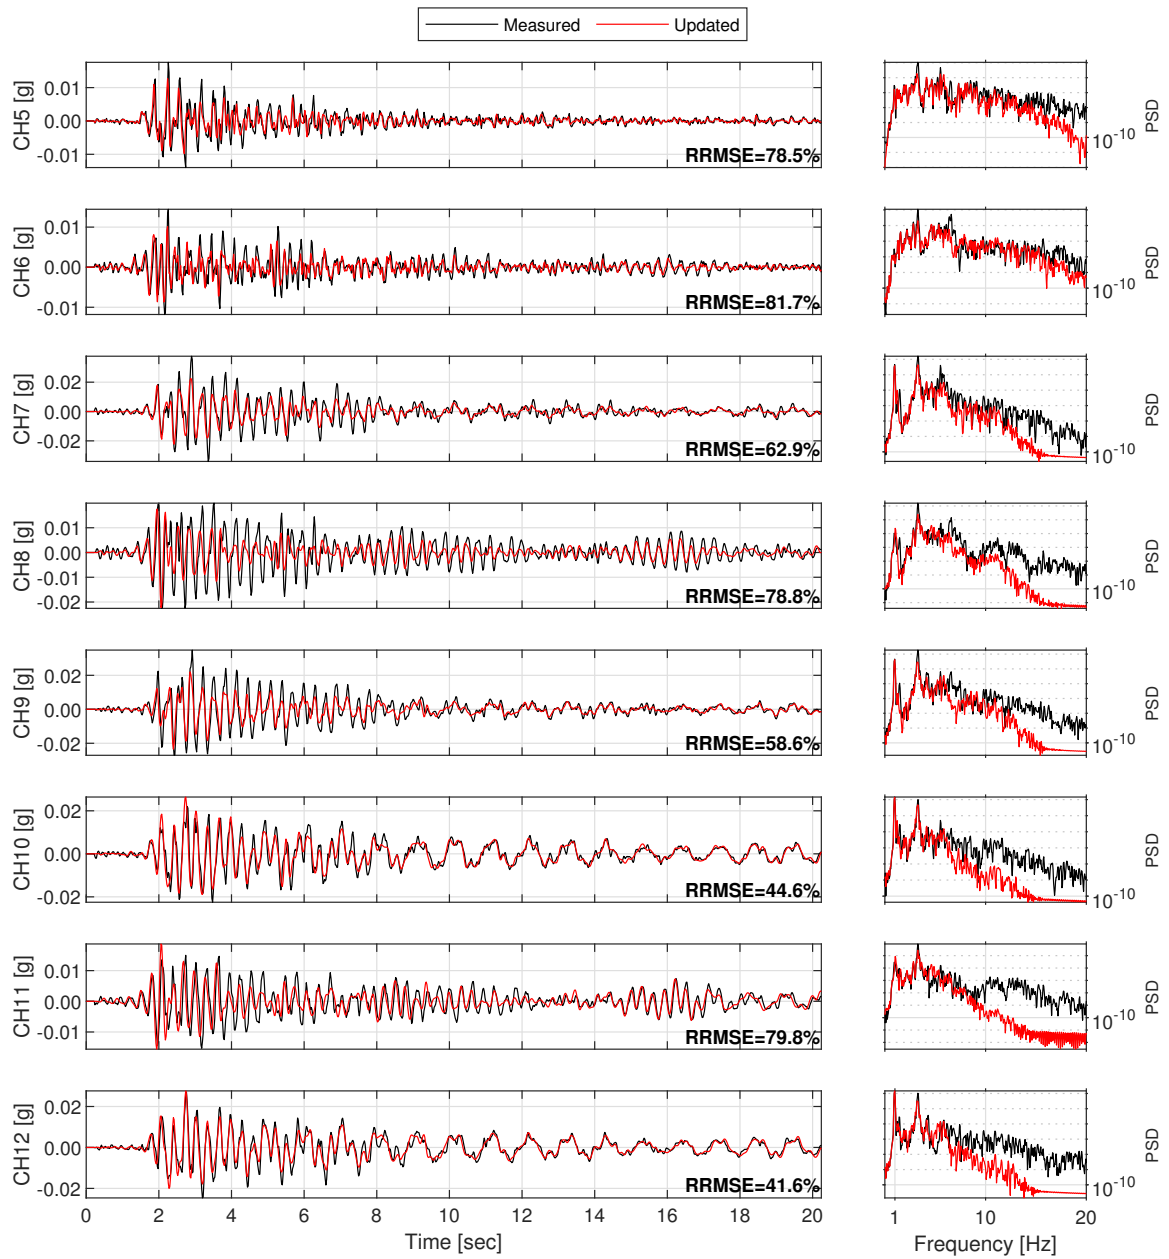 Measured Updated
CH5 [g]
0.01
0.00
-0.01
RRMSE=78.5%
10^-10
PSD
CH6 [g]
0.01
0.00
-0.01
RRMSE=81.7%
10^-10
PSD
CH7 [g]
0.02
0.00
-0.02
RRMSE=62.9%
10^-10
PSD
CH8 [g]
0.01
0.00
-0.01
-0.02
RRMSE=78.8%
10^-10
PSD
CH9 [g]
0.02
0.00
-0.02
RRMSE=58.6%
10^-10
PSD
CH10 [g]
0.02
0.00
-0.02
RRMSE=44.6%
10^-10
PSD
CH11 [g]
0.01
0.00
-0.01
RRMSE=79.8%
10^-10
PSD
CH12 [g]
0.02
0.00
-0.02
RRMSE=41.6%
10^-10
PSD
0 2 4 6 8 10 12 14 16 18 20
1 10 20
Time [sec]
Frequency [Hz]